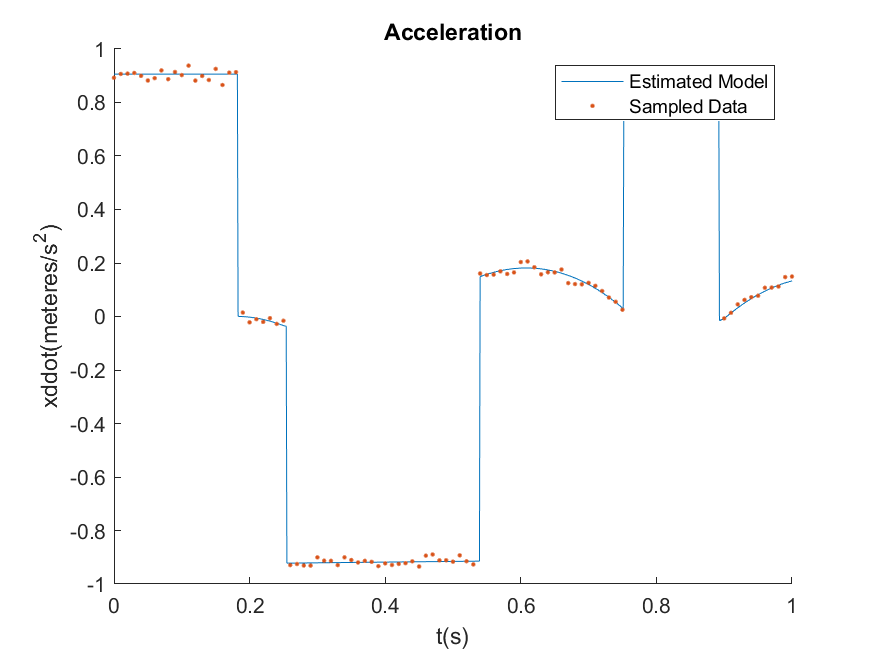 Acceleration
1
0.8
0.6
0.4
0.2
0
-0.2
-0.4
-0.6
-0.8
-1
xddot(meteres/s²)
Estimated Model
Sampled Data
0 0.2 0.4 0.6 0.8 1
t(s)